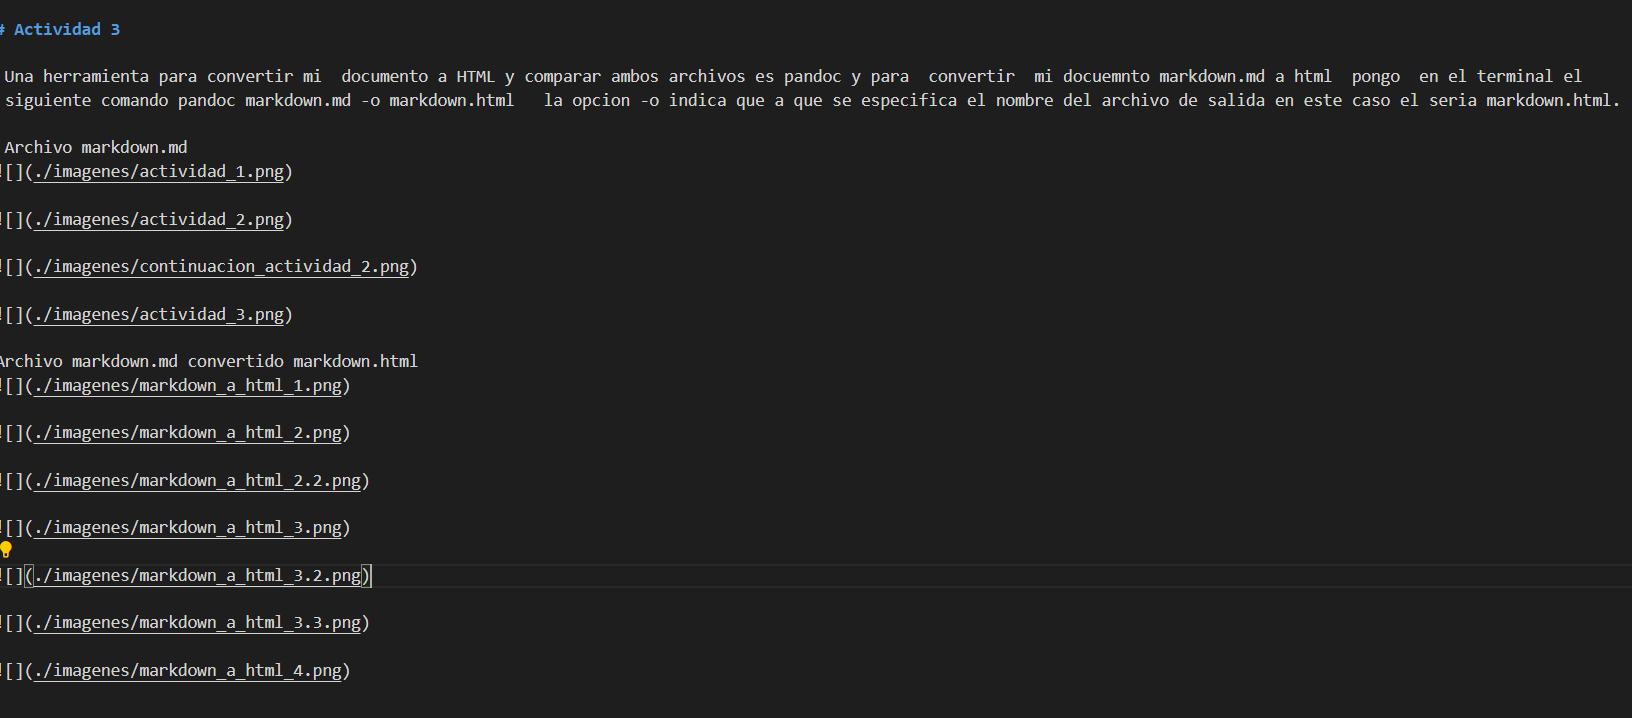 # Actividad 3
Una herramienta para convertir mi  documento a HTML y comparar ambos archivos es pandoc y para  convertir  mi docuemnto markdown.md a html  pongo  en el terminal el
siguiente comando pandoc markdown.md -o markdown.html   la opcion -o indica que a que se especifica el nombre del archivo de salida en este caso el seria markdown.html.
Archivo markdown.md
![](./imagenes/actividad_1.png)
![](./imagenes/actividad_2.png)
![](./imagenes/continuacion_actividad_2.png)
![](./imagenes/actividad_3.png)
Archivo markdown.md convertido markdown.html
![](./imagenes/markdown_a_html_1.png)
![](./imagenes/markdown_a_html_2.png)
![](./imagenes/markdown_a_html_2.2.png)
![](./imagenes/markdown_a_html_3.png)
![](./imagenes/markdown_a_html_3.2.png)
![](./imagenes/markdown_a_html_3.3.png)
![](./imagenes/markdown_a_html_4.png)